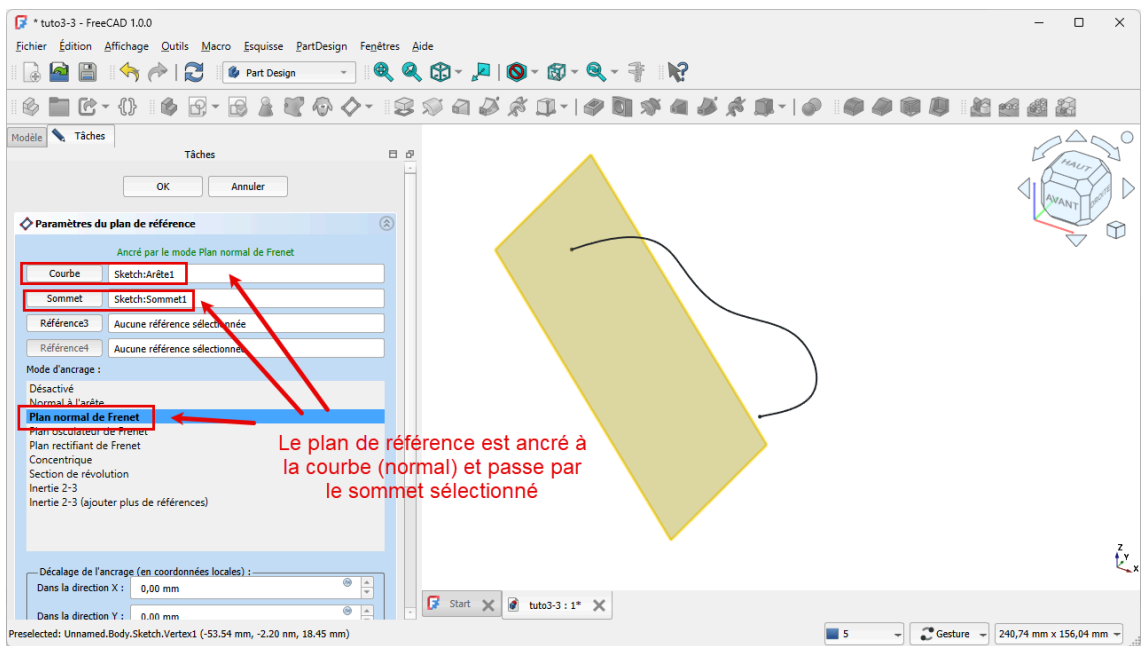 * tuto3-3 - FreeCAD 1.0.0
Fichier Édition Affichage Outils Macro Esquisse PartDesign Fenêtres Aide
Part Design
Modèle Tâches
Tâches
OK Annuler
Paramètres du plan de référence
Ancré par le mode Plan normal de Frenet
Courbe Sketch:Arête1
Sommet Sketch:Sommet1
Référence3 Aucune référence sélectionnée
Référence4 Aucune référence sélectionnée
Mode d'ancrage :
Désactivé
Normal à l'arête
Plan normal de Frenet
Plan osculateur de Frenet
Plan rectifiant de Frenet
Concentrique
Section de révolution
Inertie 2-3
Inertie 2-3 (ajouter plus de références)
Le plan de référence est ancré à
la courbe (normal) et passe par
le sommet sélectionné
Décalage de l'ancrage (en coordonnées locales) :
Dans la direction X : 0,00 mm
Dans la direction Y : 0,00 mm
HAUT
AVANT
DROITE
Z
Y
X
Start tuto3-3 : 1*
Preselected: Unnamed.Body.Sketch.Vertex1 (-53.54 mm, -2.20 nm, 18.45 mm)
5 Gesture 240,74 mm x 156,04 mm